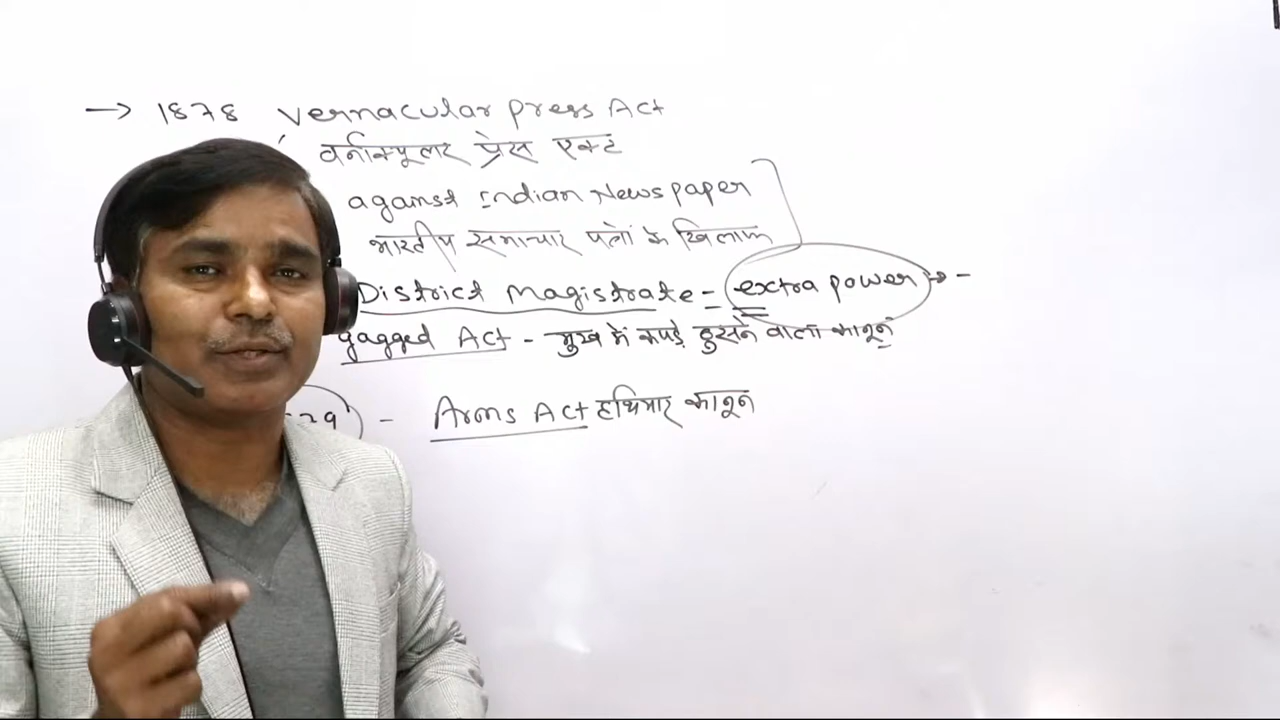 → 1878 Vernacular press Act
वर्नाक्यूलर प्रेस एक्ट
against Indian Newspaper
भारतीय समाचार पत्रों के खिलाफ
District Magistrate = extra power
gagged Act - मुख में कपड़े ठुसने वाला कानून
- Arms Act हथियार कानून